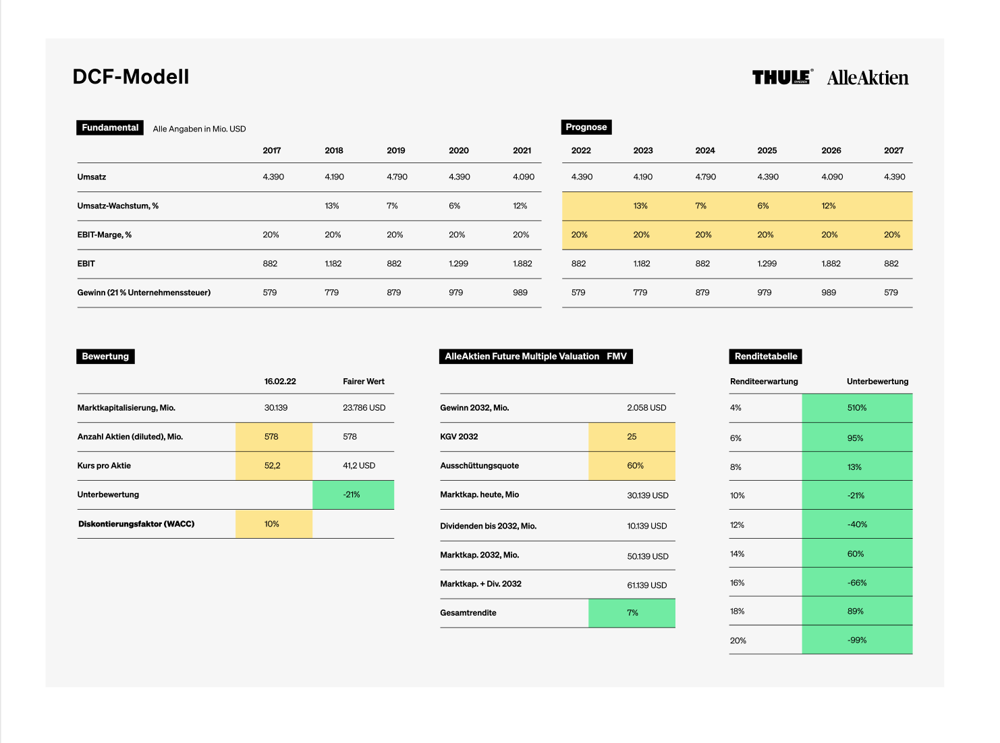 DCF-Modell
THULE® SWEDEN AlleAktien
Fundamental Alle Angaben in Mio. USD
2017 2018 2019 2020 2021
Umsatz 4.390 4.190 4.790 4.390 4.090
Umsatz-Wachstum, % 13% 7% 6% 12%
EBIT-Marge, % 20% 20% 20% 20% 20%
EBIT 882 1.182 882 1.299 1.882
Gewinn (21 % Unternehmenssteuer) 579 779 879 979 989
Prognose
2022 2023 2024 2025 2026 2027
4.390 4.190 4.790 4.390 4.090 4.390
13% 7% 6% 12%
20% 20% 20% 20% 20% 20%
882 1.182 882 1.299 1.882 882
579 779 879 979 989 579
Bewertung
16.02.22 Fairer Wert
Marktkapitalisierung, Mio. 30.139 23.786 USD
Anzahl Aktien (diluted), Mio. 578 578
Kurs pro Aktie 52,2 41,2 USD
Unterbewertung -21%
Diskontierungsfaktor (WACC) 10%
AlleAktien Future Multiple Valuation FMV
Gewinn 2032, Mio. 2.058 USD
KGV 2032 25
Ausschüttungsquote 60%
Marktkap. heute, Mio 30.139 USD
Dividenden bis 2032, Mio. 10.139 USD
Marktkap. 2032, Mio. 50.139 USD
Marktkap. + Div. 2032 61.139 USD
Gesamtrendite 7%
Renditetabelle
Renditeerwartung Unterbewertung
4% 510%
6% 95%
8% 13%
10% -21%
12% -40%
14% 60%
16% -66%
18% 89%
20% -99%